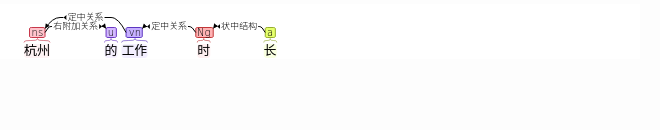 定中关系
右附加关系 定中关系 状中结构
ns u vn Ng a
杭州 的 工作 时 长